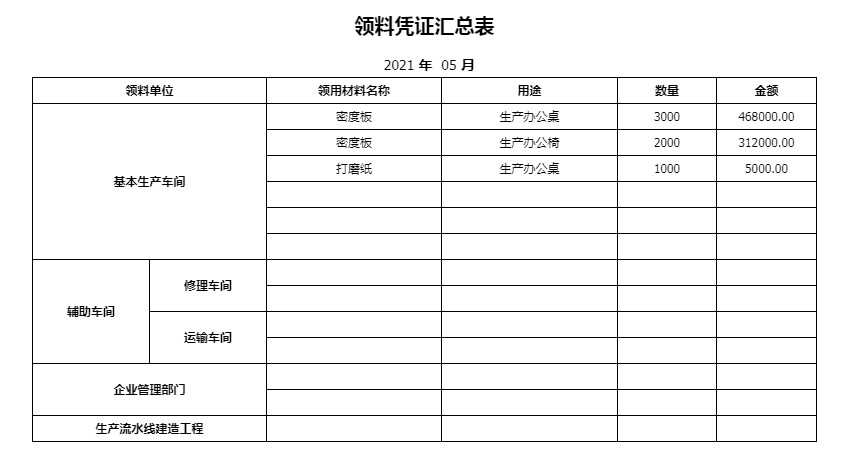 领料凭证汇总表
2021 年 05 月
领料单位 领用材料名称 用途 数量 金额
基本生产车间 密度板 生产办公桌 3000 468000.00
密度板 生产办公椅 2000 312000.00
打磨纸 生产办公桌 1000 5000.00
辅助车间 修理车间
运输车间
企业管理部门
生产流水线建造工程